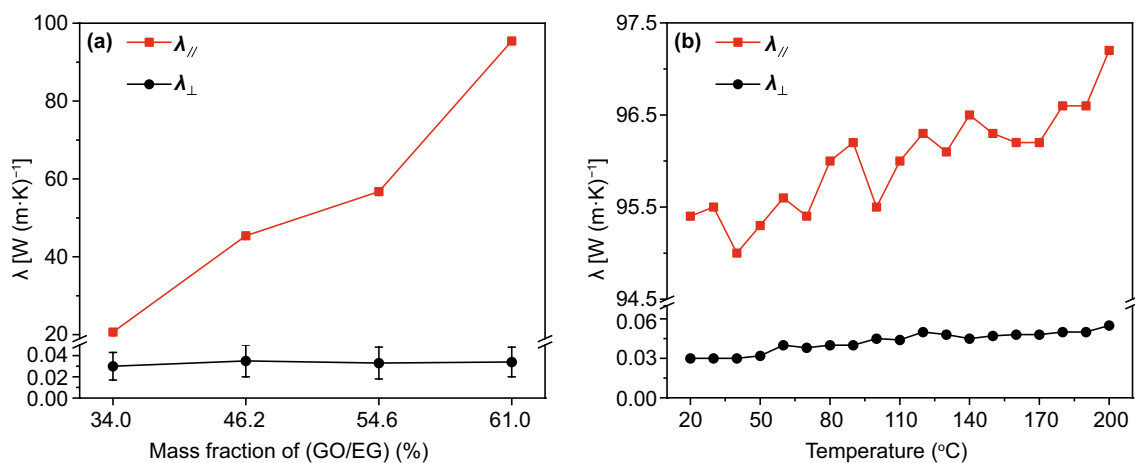 (a)
λ//
λ⊥
100
80
60
40
20
0.04
0.02
0.00
34.0 46.2 54.6 61.0
Mass fraction of (GO/EG) (%)
λ [W (m·K)⁻¹]
(b)
λ//
λ⊥
97.5
96.5
95.5
94.5
0.06
0.03
0.00
20 50 80 110 140 170 200
Temperature (°C)
λ [W (m·K)⁻¹]